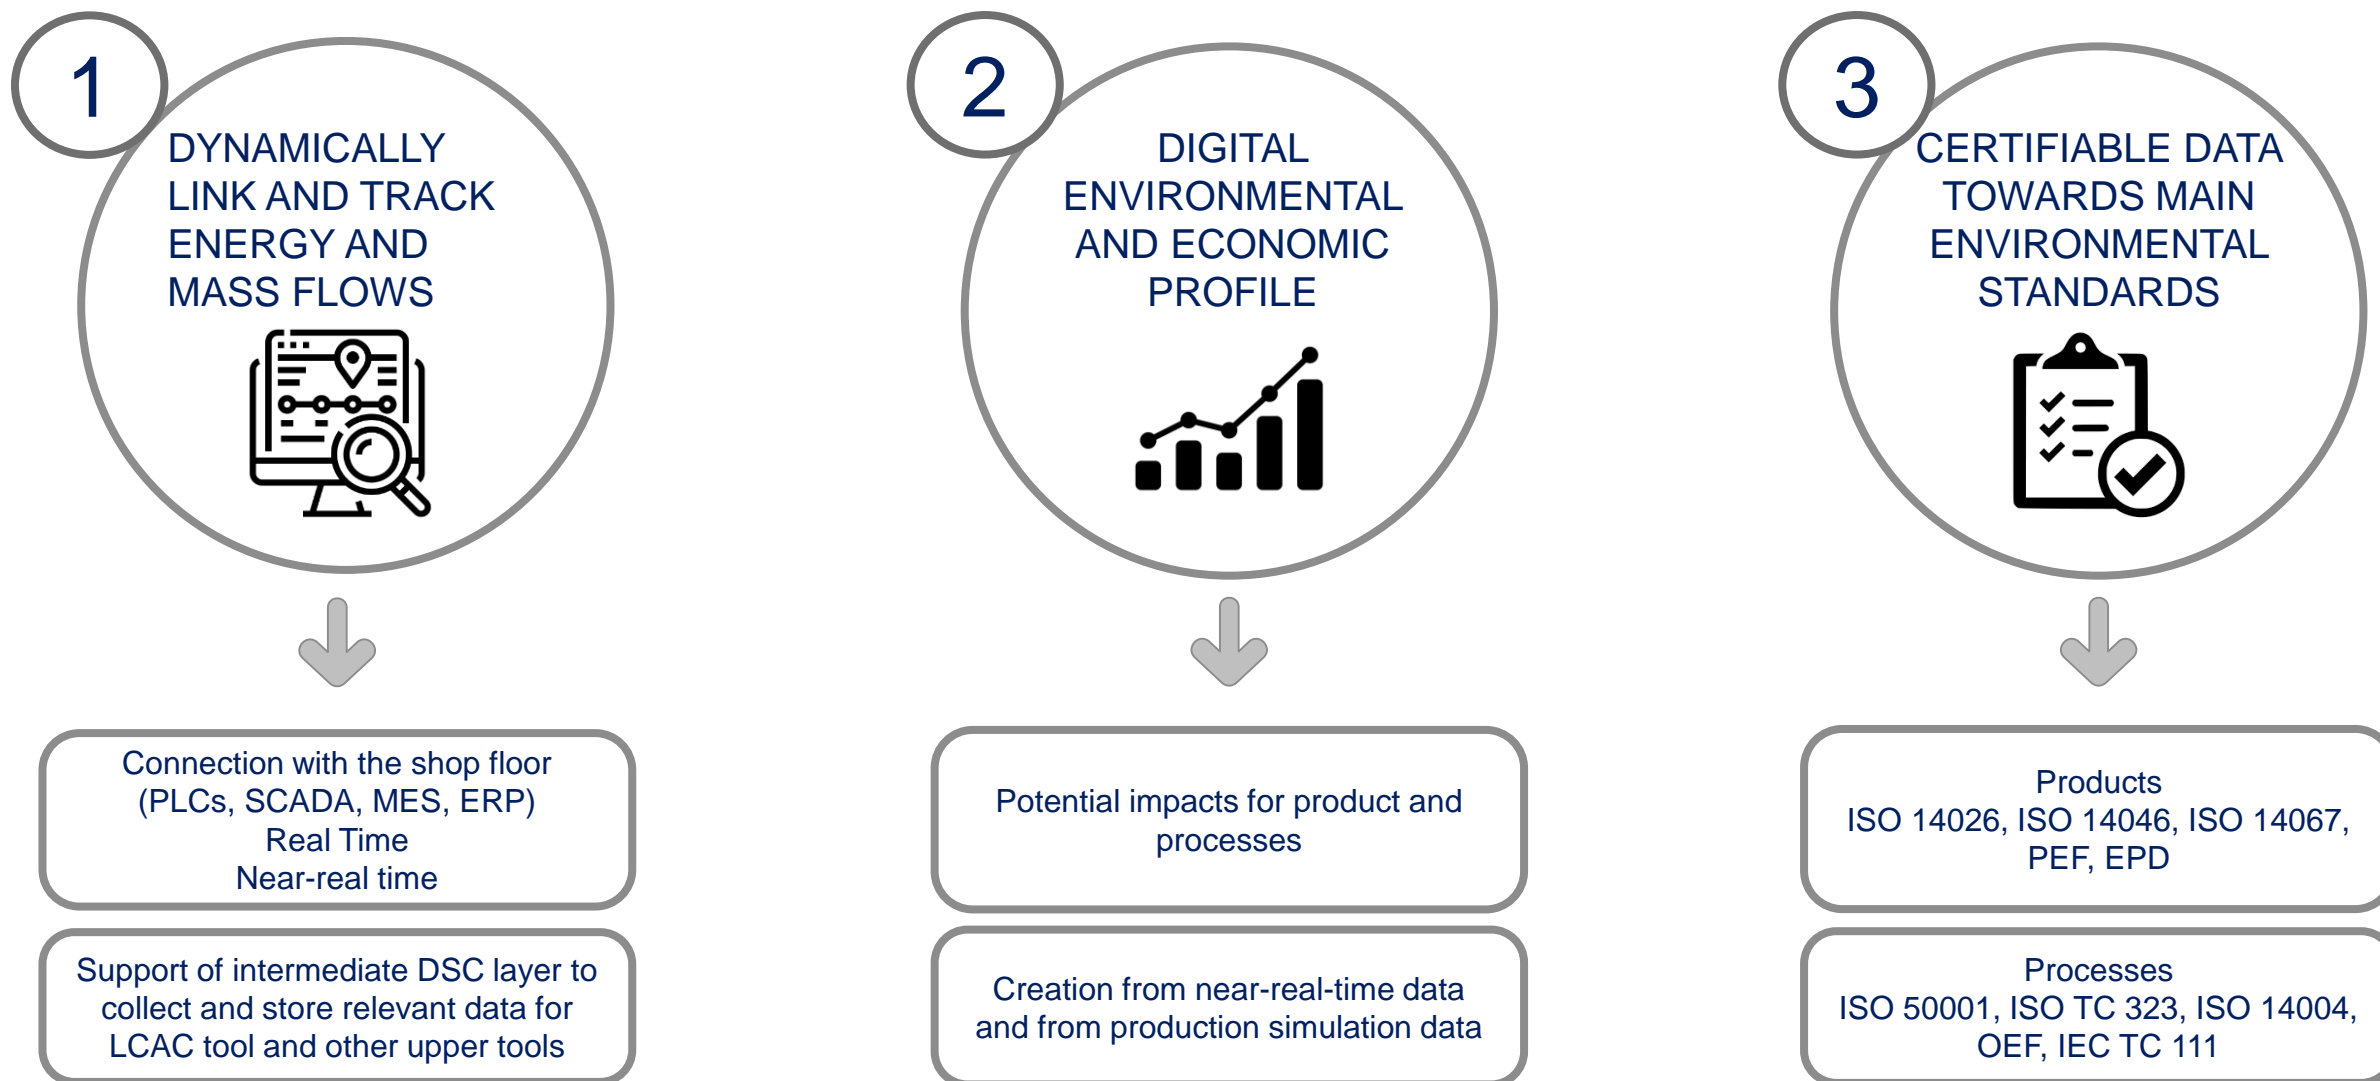 1
DYNAMICALLY
LINK AND TRACK
ENERGY AND
MASS FLOWS
Connection with the shop floor
(PLCs, SCADA, MES, ERP)
Real Time
Near-real time
Support of intermediate DSC layer to
collect and store relevant data for
LCAC tool and other upper tools
2
DIGITAL
ENVIRONMENTAL
AND ECONOMIC
PROFILE
Potential impacts for product and
processes
Creation from near-real-time data
and from production simulation data
3
CERTIFIABLE DATA
TOWARDS MAIN
ENVIRONMENTAL
STANDARDS
Products
ISO 14026, ISO 14046, ISO 14067,
PEF, EPD
Processes
ISO 50001, ISO TC 323, ISO 14004,
OEF, IEC TC 111